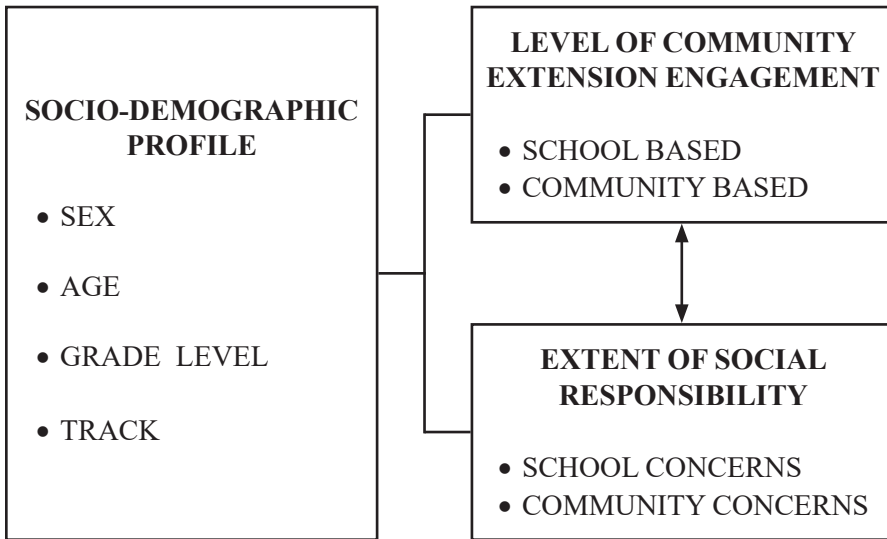 SOCIO-DEMOGRAPHIC
PROFILE
• SEX
• AGE
• GRADE LEVEL
• TRACK
LEVEL OF COMMUNITY
EXTENSION ENGAGEMENT
• SCHOOL BASED
• COMMUNITY BASED
EXTENT OF SOCIAL
RESPONSIBILITY
• SCHOOL CONCERNS
• COMMUNITY CONCERNS